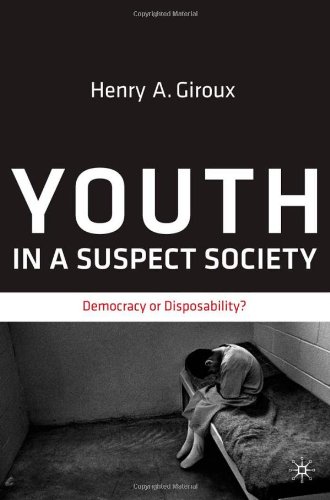 Henry A. Giroux
YOUTH
IN A SUSPECT SOCIETY
Democracy or Disposability?